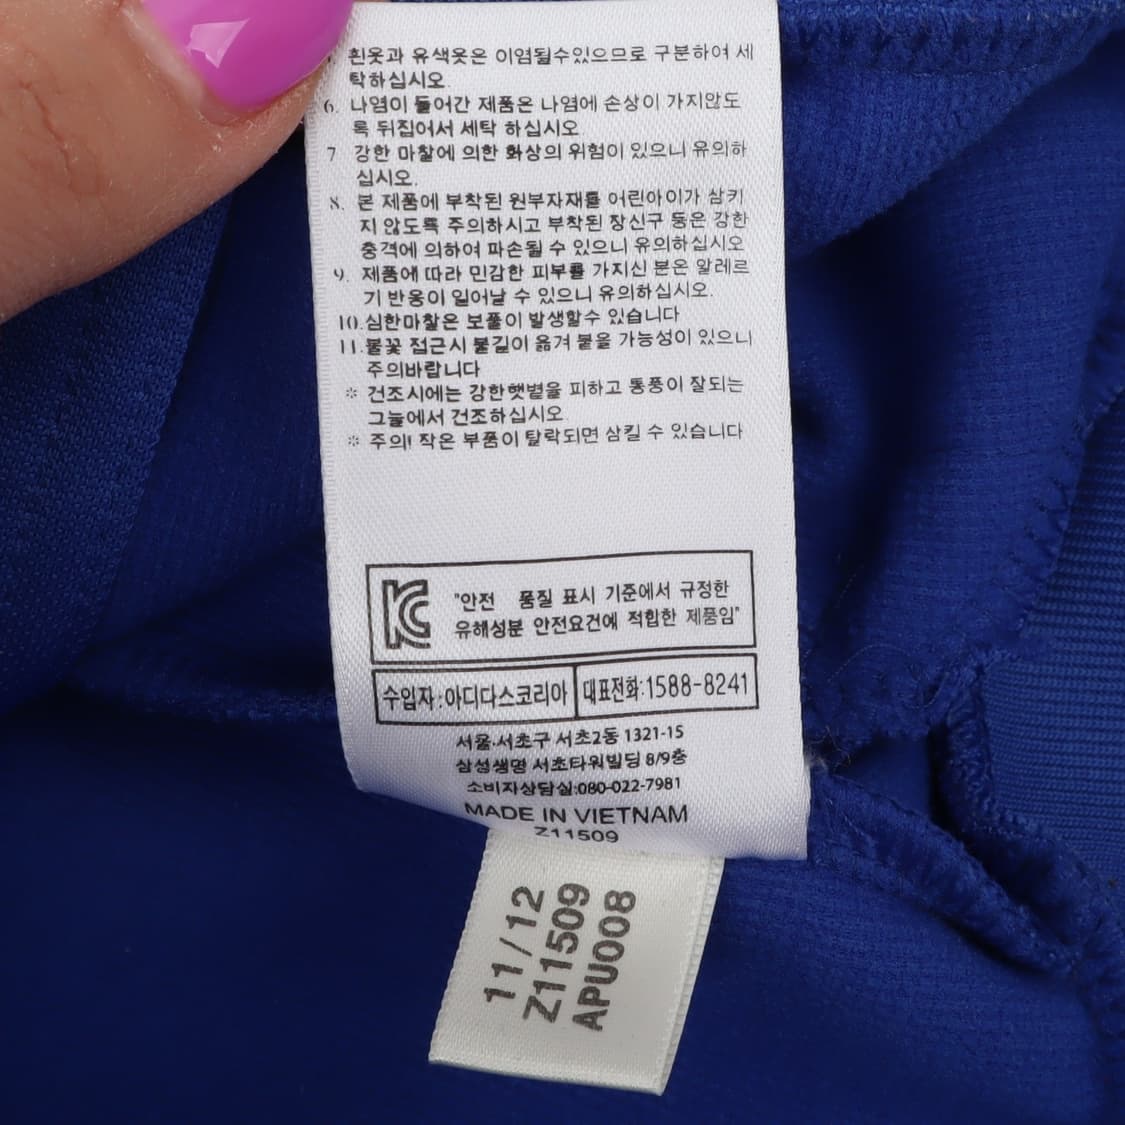 흰옷과 유색옷은 이염될수있으므로 구분하여 세
탁하십시오.
6. 나염이 들어간 제품은 나염에 손상이 가지않도
록 뒤집어서 세탁 하십시오
7 강한 마찰에 의한 화상의 위험이 있으니 유의하
십시오.
8. 본 제품에 부착된 원부자재를 어린아이가 삼키
지 않도록 주의하시고 부착된 장신구 등은 강한
충격에 의하여 파손될 수 있으니 유의하십시오
9. 제품에 따라 민감한 피부를 가지신 분은 알레르
기 반응이 일어날 수 있으니 유의하십시오.
10.심한마찰은 보풀이 발생할수 있습니다
11.불꽃 접근시 불길이 옮겨 붙을 가능성이 있으니
주의바랍니다
※ 건조시에는 강한햇볕을 피하고 통풍이 잘되는
그늘에서 건조하십시오
※ 주의! 작은 부품이 탈락되면 삼킬 수 있습니다
KC "안전 품질 표시 기준에서 규정한
유해성분 안전요건에 적합한 제품임"
수입자:아디다스코리아 대표전화:1588-8241
서울.서초구 서초2동 1321-15
삼성생명 서초타워빌딩 8/9층
소비자상담실:080-022-7981
MADE IN VIETNAM
Z11509
11/12
Z11509
APU008